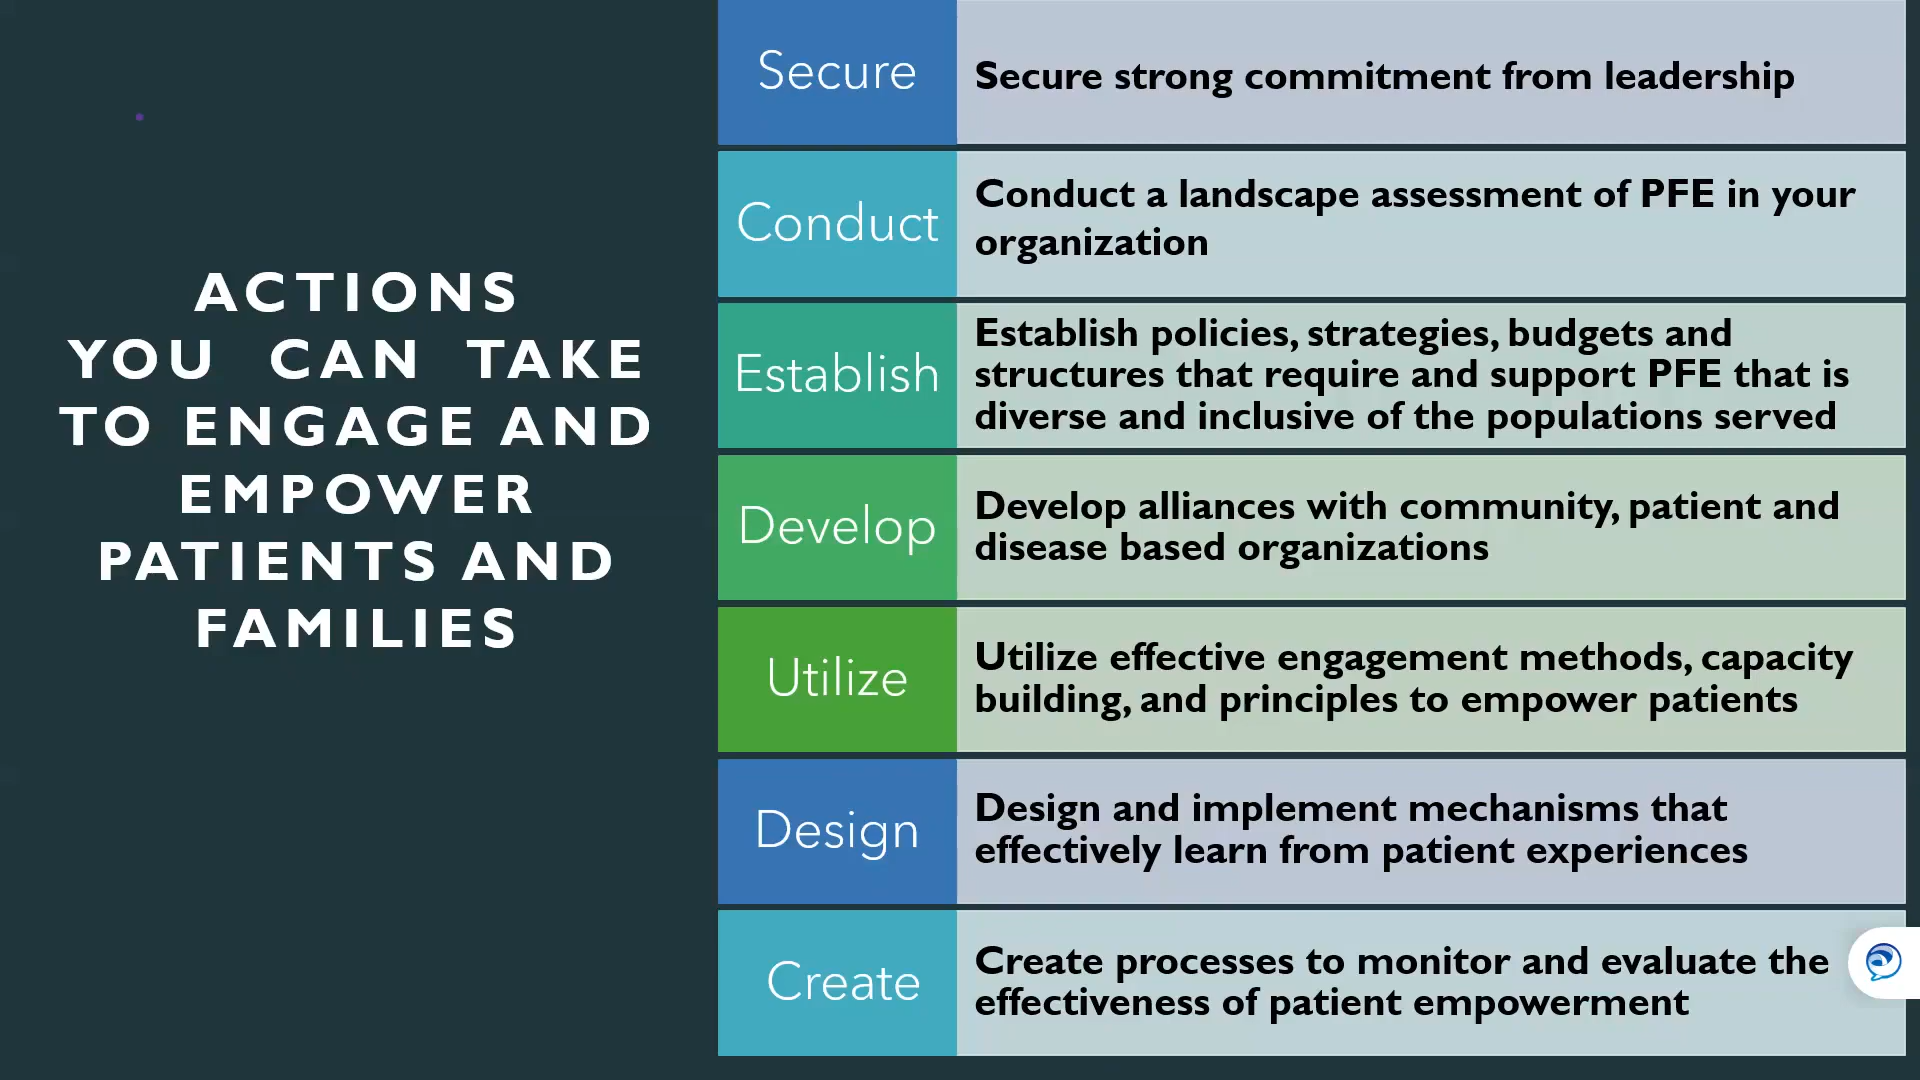 ACTIONS
YOU CAN TAKE
TO ENGAGE AND
EMPOWER
PATIENTS AND
FAMILIES
Secure
Secure strong commitment from leadership
Conduct
Conduct a landscape assessment of PFE in your
organization
Establish
Establish policies, strategies, budgets and
structures that require and support PFE that is
diverse and inclusive of the populations served
Develop
Develop alliances with community, patient and
disease based organizations
Utilize
Utilize effective engagement methods, capacity
building, and principles to empower patients
Design
Design and implement mechanisms that
effectively learn from patient experiences
Create
Create processes to monitor and evaluate the
effectiveness of patient empowerment